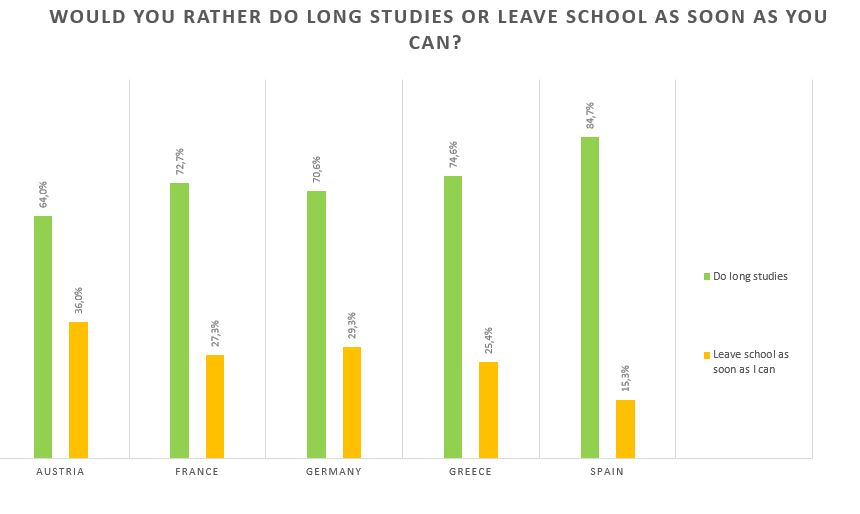 WOULD YOU RATHER DO LONG STUDIES OR LEAVE SCHOOL AS SOON AS YOU
CAN?
64,0%
36,0%
72,7%
27,3%
70,6%
29,3%
74,6%
25,4%
84,7%
15,3%
Do long studies
Leave school as
soon as I can
AUSTRIA
FRANCE
GERMANY
GREECE
SPAIN